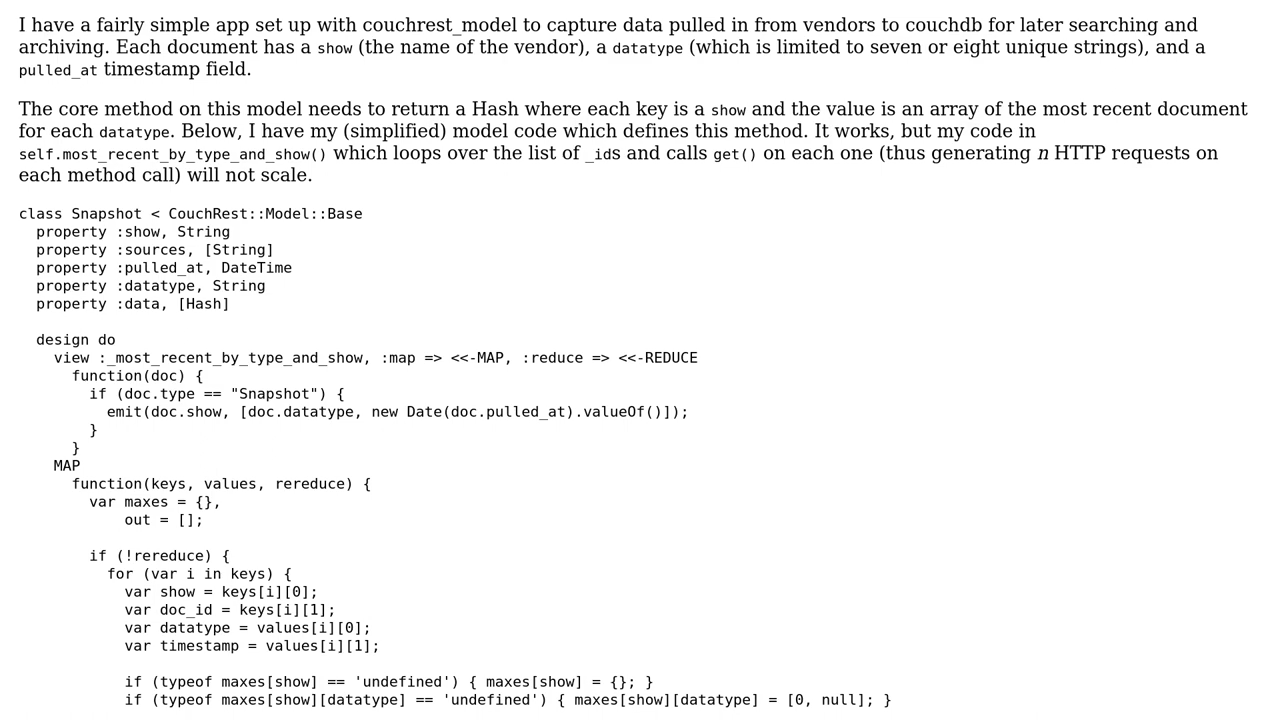 I have a fairly simple app set up with couchrest_model to capture data pulled in from vendors to couchdb for later searching and
archiving. Each document has a show (the name of the vendor), a datatype (which is limited to seven or eight unique strings), and a
pulled_at timestamp field.
The core method on this model needs to return a Hash where each key is a show and the value is an array of the most recent document
for each datatype. Below, I have my (simplified) model code which defines this method. It works, but my code in
self.most_recent_by_type_and_show() which loops over the list of _ids and calls get() on each one (thus generating n HTTP requests on
each method call) will not scale.
class Snapshot < CouchRest::Model::Base
  property :show, String
  property :sources, [String]
  property :pulled_at, DateTime
  property :datatype, String
  property :data, [Hash]
  design do
    view :_most_recent_by_type_and_show, :map => <<-MAP, :reduce => <<-REDUCE
      function(doc) {
        if (doc.type == "Snapshot") {
          emit(doc.show, [doc.datatype, new Date(doc.pulled_at).valueOf()]);
        }
      }
    MAP
      function(keys, values, rereduce) {
        var maxes = {},
            out = [];
        if (!rereduce) {
          for (var i in keys) {
            var show = keys[i][0];
            var doc_id = keys[i][1];
            var datatype = values[i][0];
            var timestamp = values[i][1];
            if (typeof maxes[show] == 'undefined') { maxes[show] = {}; }
            if (typeof maxes[show][datatype] == 'undefined') { maxes[show][datatype] = [0, null]; }